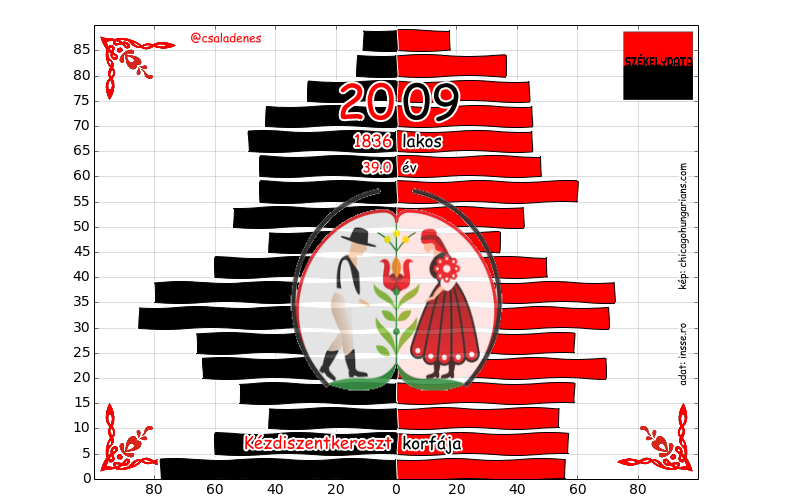 @csaladenes
SZÉKELYDATA
2009
1836 lakos
39.0 év
kép: chicagohungarians.com
adat: insse.ro
Kézdiszentkereszt korfája
85
80
75
70
65
60
55
50
45
40
35
30
25
20
15
10
5
0
80 60 40 20 0 20 40 60 80